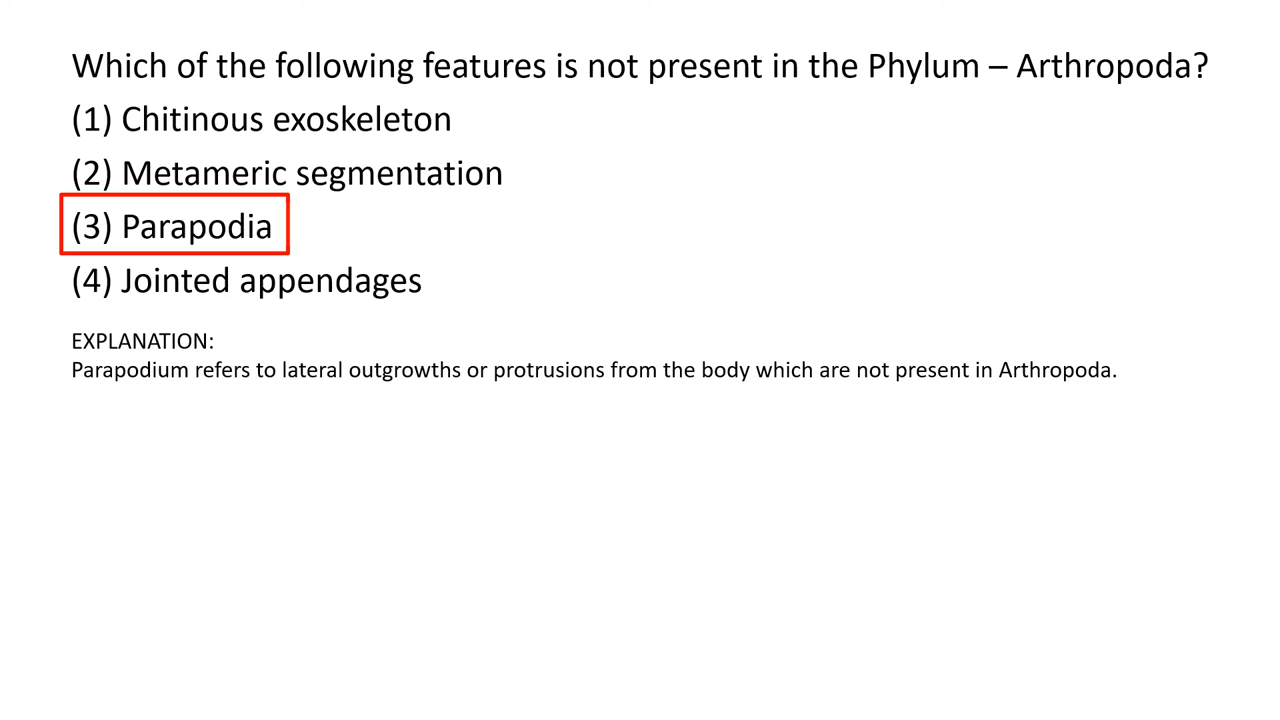 Which of the following features is not present in the Phylum – Arthropoda?
(1) Chitinous exoskeleton
(2) Metameric segmentation
(3) Parapodia
(4) Jointed appendages
EXPLANATION:
Parapodium refers to lateral outgrowths or protrusions from the body which are not present in Arthropoda.